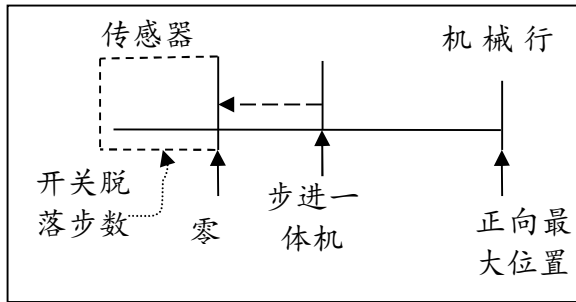 传感器
机 械 行
开关脱
落步数
零
步进一
体机
正向最
大位置